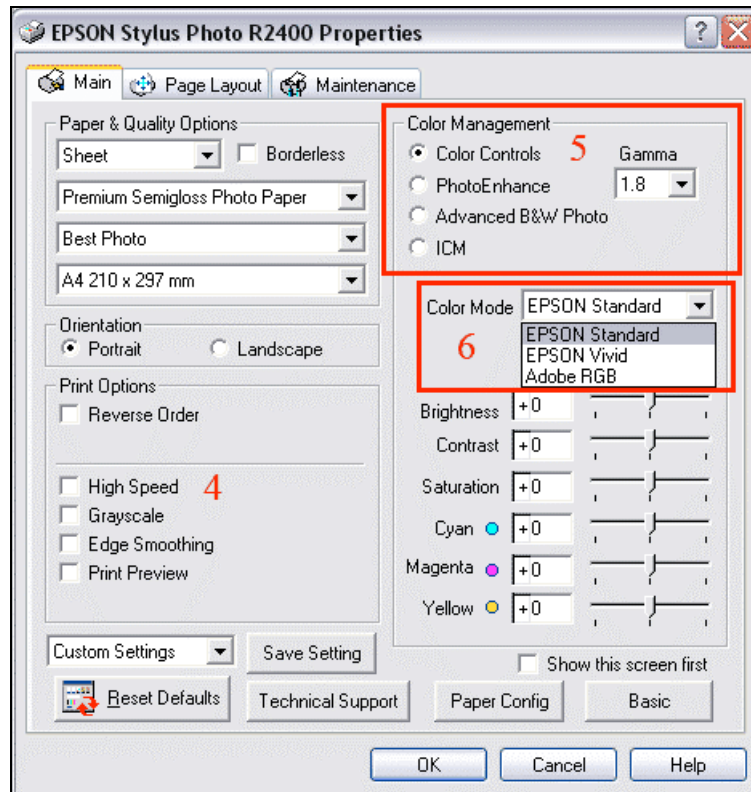 EPSON Stylus Photo R2400 Properties
?
X
Main
Page Layout
Maintenance
Paper & Quality Options
Sheet
Borderless
Premium Semigloss Photo Paper
Best Photo
A4 210 x 297 mm
Orientation
Portrait
Landscape
Print Options
Reverse Order
High Speed 4
Grayscale
Edge Smoothing
Print Preview
Color Management
Color Controls 5 Gamma
PhotoEnhance 1.8
Advanced B&W Photo
ICM
Color Mode EPSON Standard
6 EPSON Standard
EPSON Vivid
Adobe RGB
Brightness +0
Contrast +0
Saturation +0
Cyan +0
Magenta +0
Yellow +0
Custom Settings
Save Setting
Show this screen first
Reset Defaults
Technical Support
Paper Config
Basic
OK
Cancel
Help